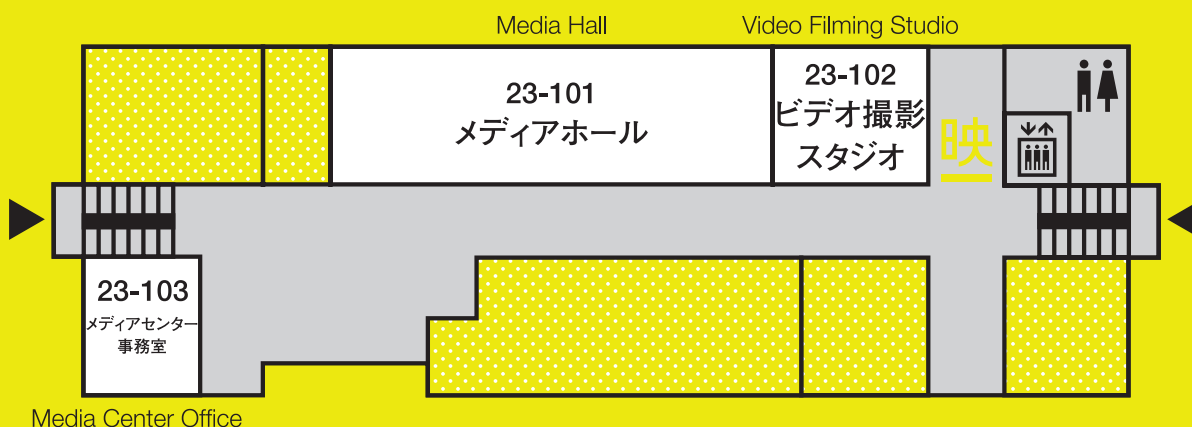 Media Hall
Video Filming Studio
23-101
メディアホール
23-102
ビデオ撮影
スタジオ
映
23-103
メディアセンター
事務室
Media Center Office